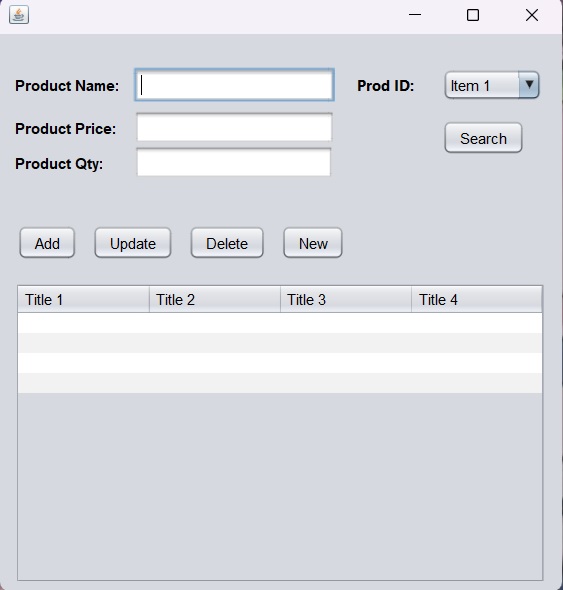 Product Name: Prod ID: Item 1
Product Price: Search
Product Qty:
Add Update Delete New
Title 1 Title 2 Title 3 Title 4